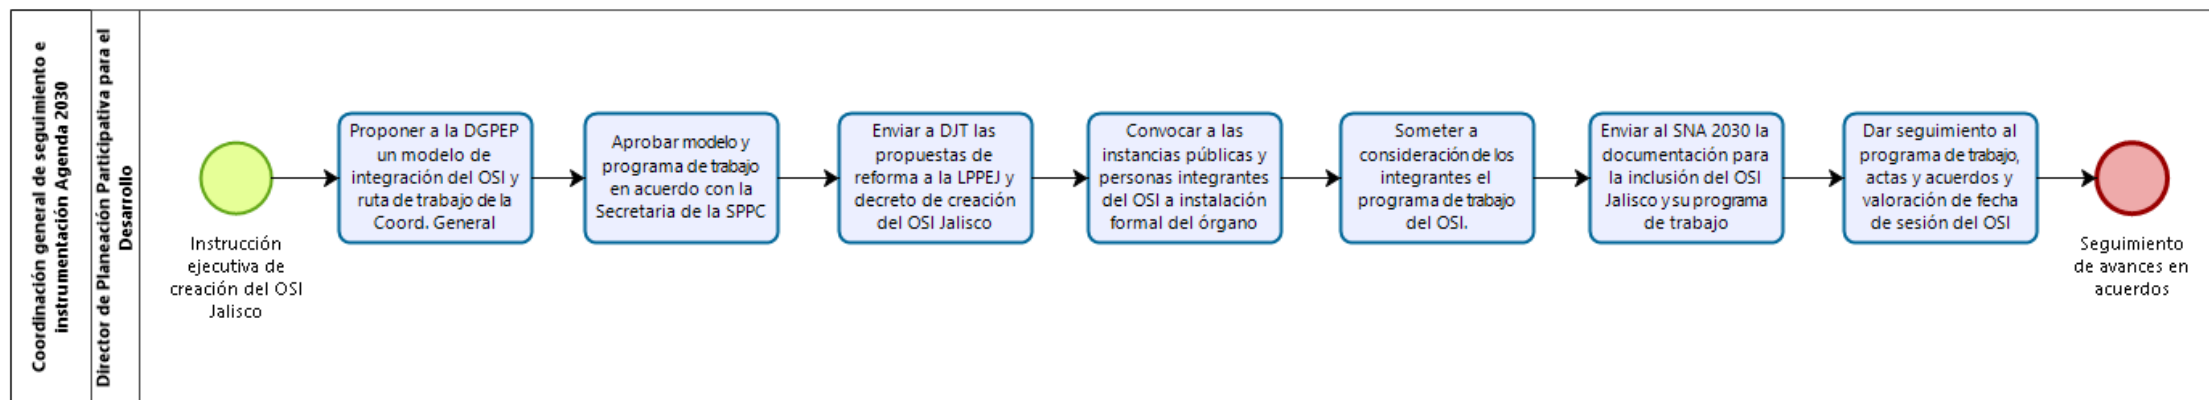 Coordinación general de seguimiento e
instrumentación Agenda 2030
Director de Planeación Participativa para el
Desarrollo
Instrucción
ejecutiva de
creación del OSI
Jalisco
Proponer a la DGPEP
un modelo de
integración del OSI y
ruta de trabajo de la
Coord. General
Aprobar modelo y
programa de trabajo
en acuerdo con la
Secretaria de la SPPC
Enviar a DJT las
propuestas de
reforma a la LPPEJ y
decreto de creación
del OSI Jalisco
Convocar a las
instancias públicas y
personas integrantes
del OSI a instalación
formal del órgano
Someter a
consideración de los
integrantes el
programa de trabajo
del OSI.
Enviar al SNA 2030 la
documentación para
la inclusión del OSI
Jalisco y su programa
de trabajo
Dar seguimiento al
programa de trabajo,
actas y acuerdos y
valoración de fecha
de sesión del OSI
Seguimiento
de avances en
acuerdos